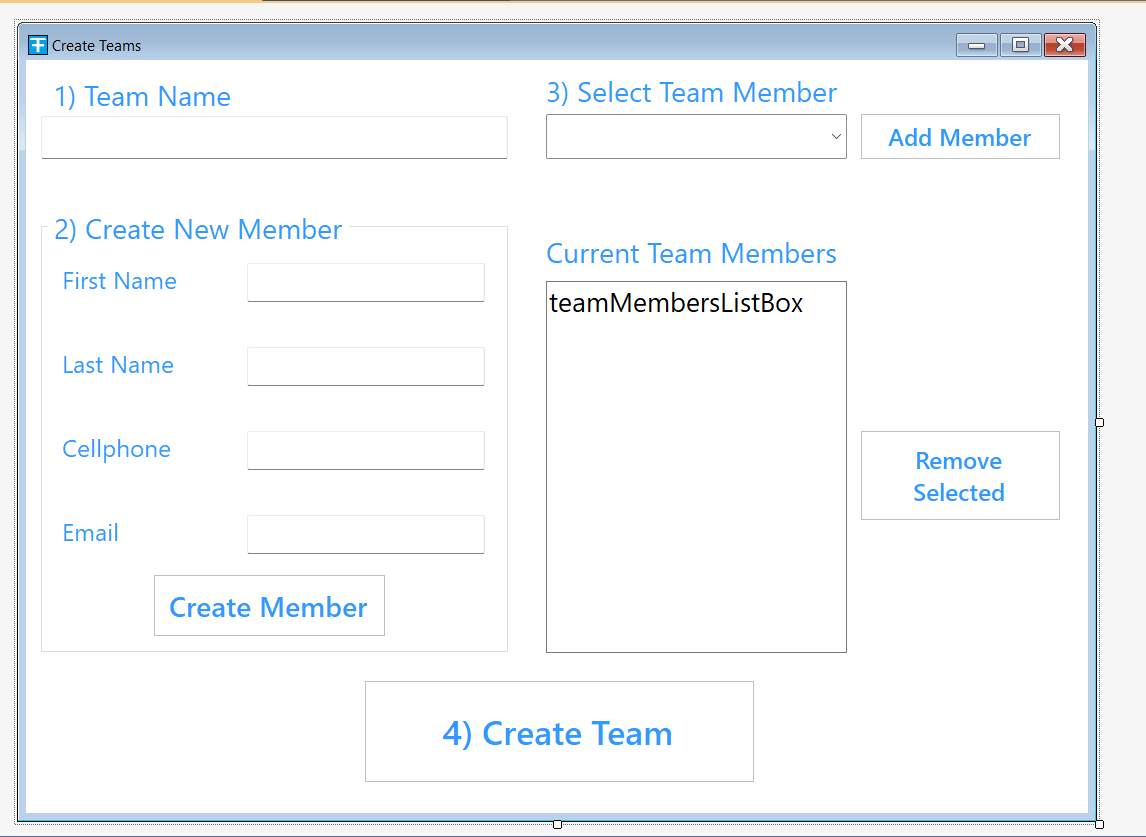 Create Teams
1) Team Name
3) Select Team Member
Add Member
2) Create New Member
First Name
Last Name
Cellphone
Email
Create Member
Current Team Members
teamMembersListBox
Remove
Selected
4) Create Team